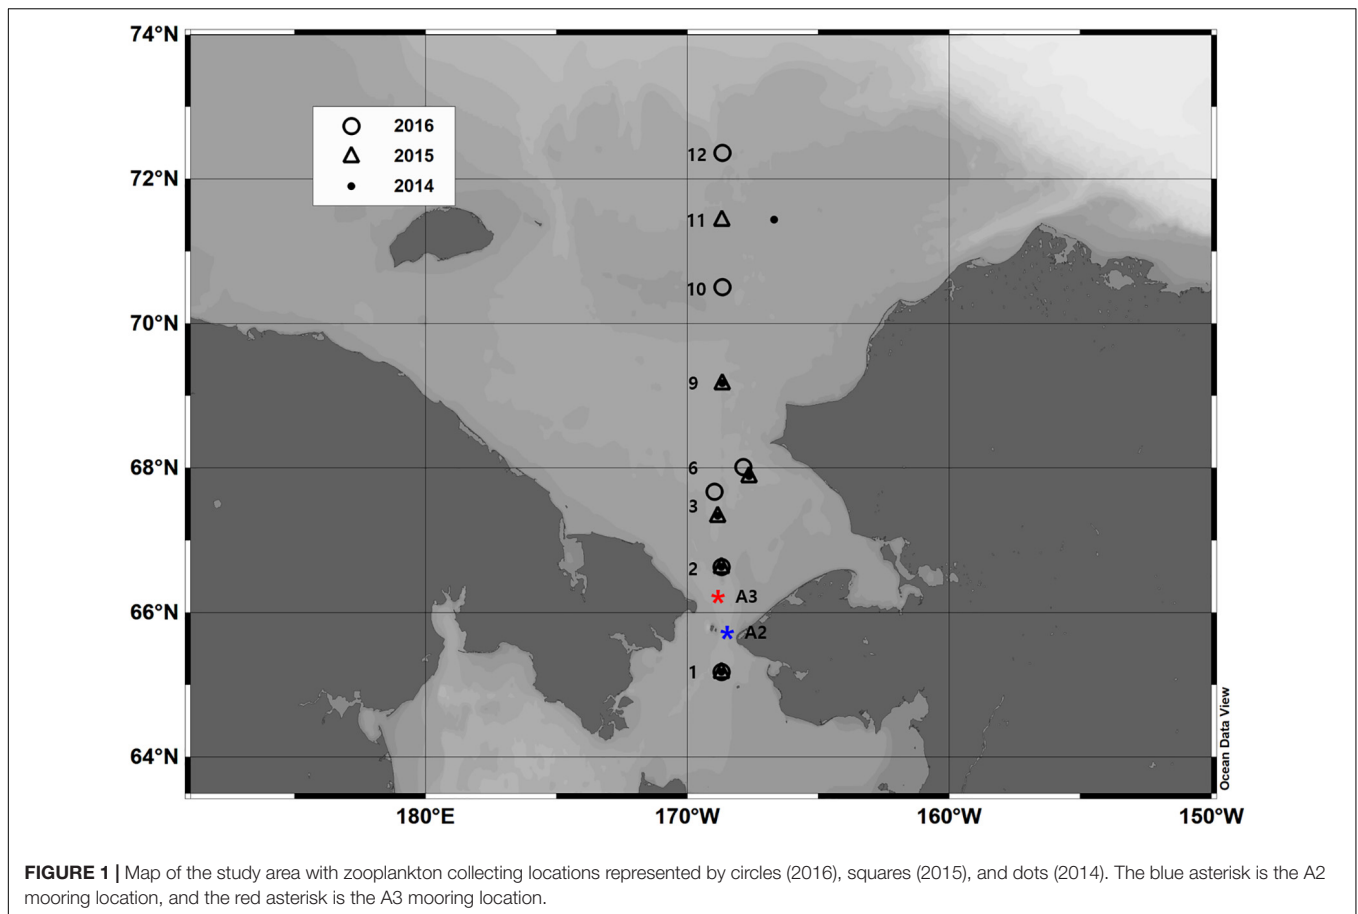 74°N
72°N
70°N
68°N
66°N
64°N
2016
2015
2014
12
11
10
9
6
3
2
A3
A2
1
180°E
170°W
160°W
150°W
Ocean Data View
FIGURE 1 | Map of the study area with zooplankton collecting locations represented by circles (2016), squares (2015), and dots (2014). The blue asterisk is the A2
mooring location, and the red asterisk is the A3 mooring location.